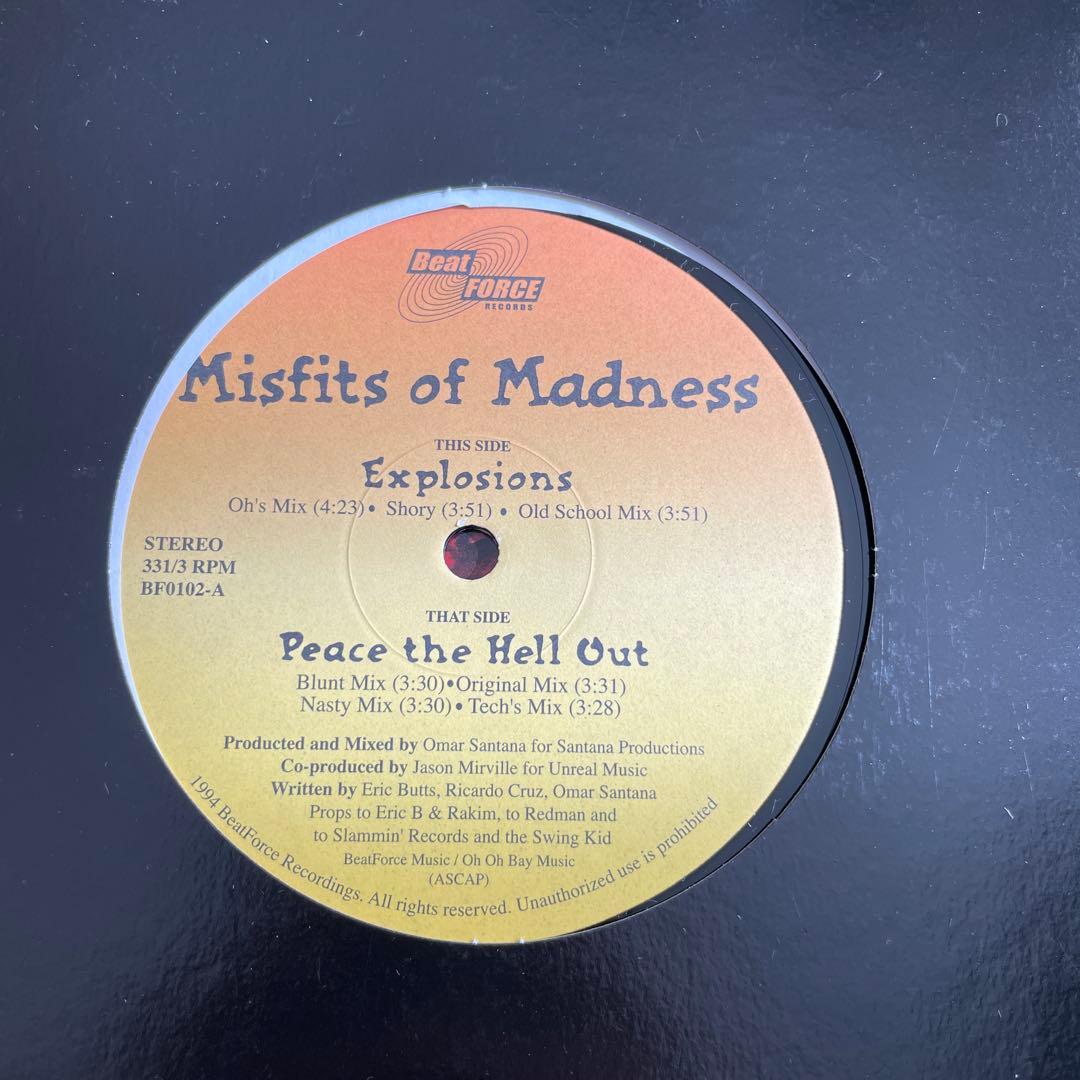 Beat
FORCE
RECORDS
Misfits of Madness
THIS SIDE
Explosions
Oh's Mix (4:23)• Shory (3:51) • Old School Mix (3:51)
STEREO
331/3 RPM
BF0102-A
THAT SIDE
Peace the Hell Out
Blunt Mix (3:30)•Original Mix (3:31)
Nasty Mix (3:30)• Tech's Mix (3:28)
Producted and Mixed by Omar Santana for Santana Productions
Co-produced by Jason Mirville for Unreal Music
Written by Eric Butts, Ricardo Cruz, Omar Santana
Props to Eric B & Rakim, to Redman and
to Slammin' Records and the Swing Kid
BeatForce Music / Oh Oh Bay Music
(ASCAP)
1994 BeatForce Recordings. All rights reserved. Unauthorized use is prohibited